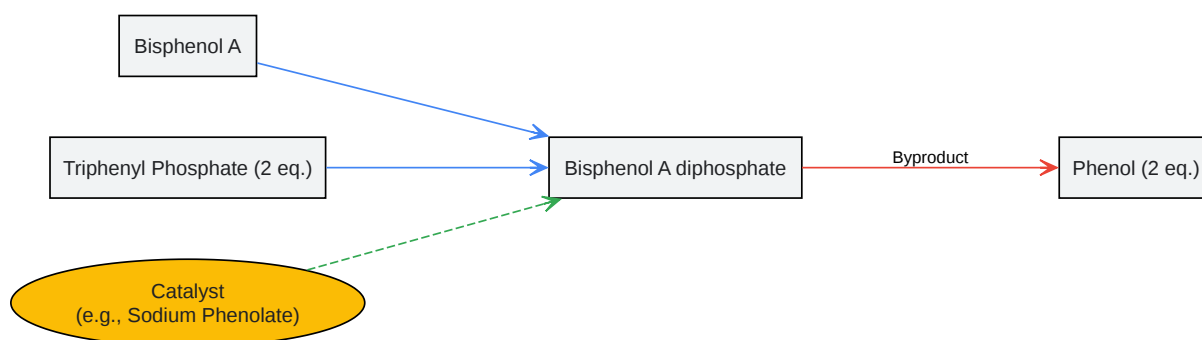 Bisphenol A
Triphenyl Phosphate (2 eq.)
Bisphenol A diphosphate
Byproduct
Phenol (2 eq.)
Catalyst
(e.g., Sodium Phenolate)